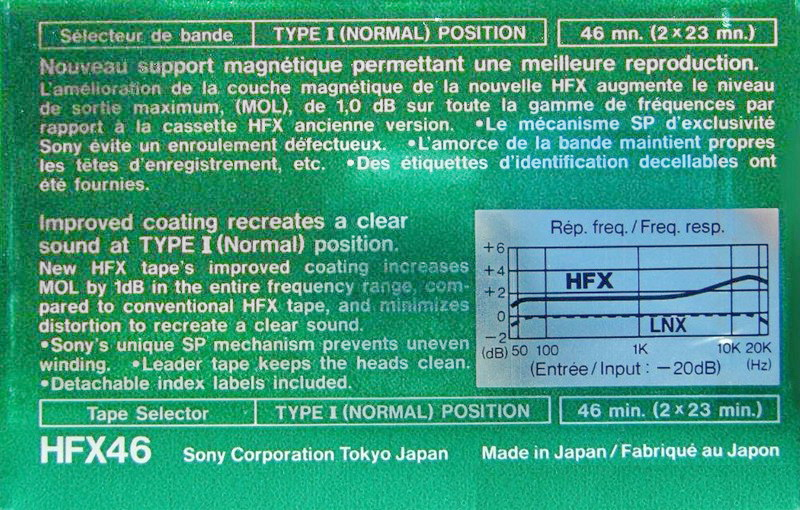 Sélecteur de bande TYPE I (NORMAL) POSITION 46 mn. (2 x 23 mn.)
Nouveau support magnétique permettant une meilleure reproduction.
L'amélioration de la couche magnétique de la nouvelle HFX augmente le niveau
de sortie maximum, (MOL), de 1,0 dB sur toute la gamme de fréquences par
rapport à la cassette HFX ancienne version. •Le mécanisme SP d'exclusivité
Sony évite un enroulement défectueux. •L'amorce de la bande maintient propres
les têtes d'enregistrement, etc. •Des étiquettes d'identification decellables ont
été fournies.
Improved coating recreates a clear
sound at TYPE I (Normal) position.
New HFX tape's improved coating increases
MOL by 1dB in the entire frequency range, com-
pared to conventional HFX tape, and minimizes
distortion to recreate a clear sound.
•Sony's unique SP mechanism prevents uneven
winding. •Leader tape keeps the heads clean.
•Detachable index labels included.
Rép. freq. / Freq. resp.
+6
+4
+2
0
−2
HFX
LNX
(dB) 50 100 1K 10K 20K
(Entrée / Input : −20dB) (Hz)
Tape Selector TYPE I (NORMAL) POSITION 46 min. (2 x 23 min.)
HFX46 Sony Corporation Tokyo Japan Made in Japan / Fabriqué au Japon